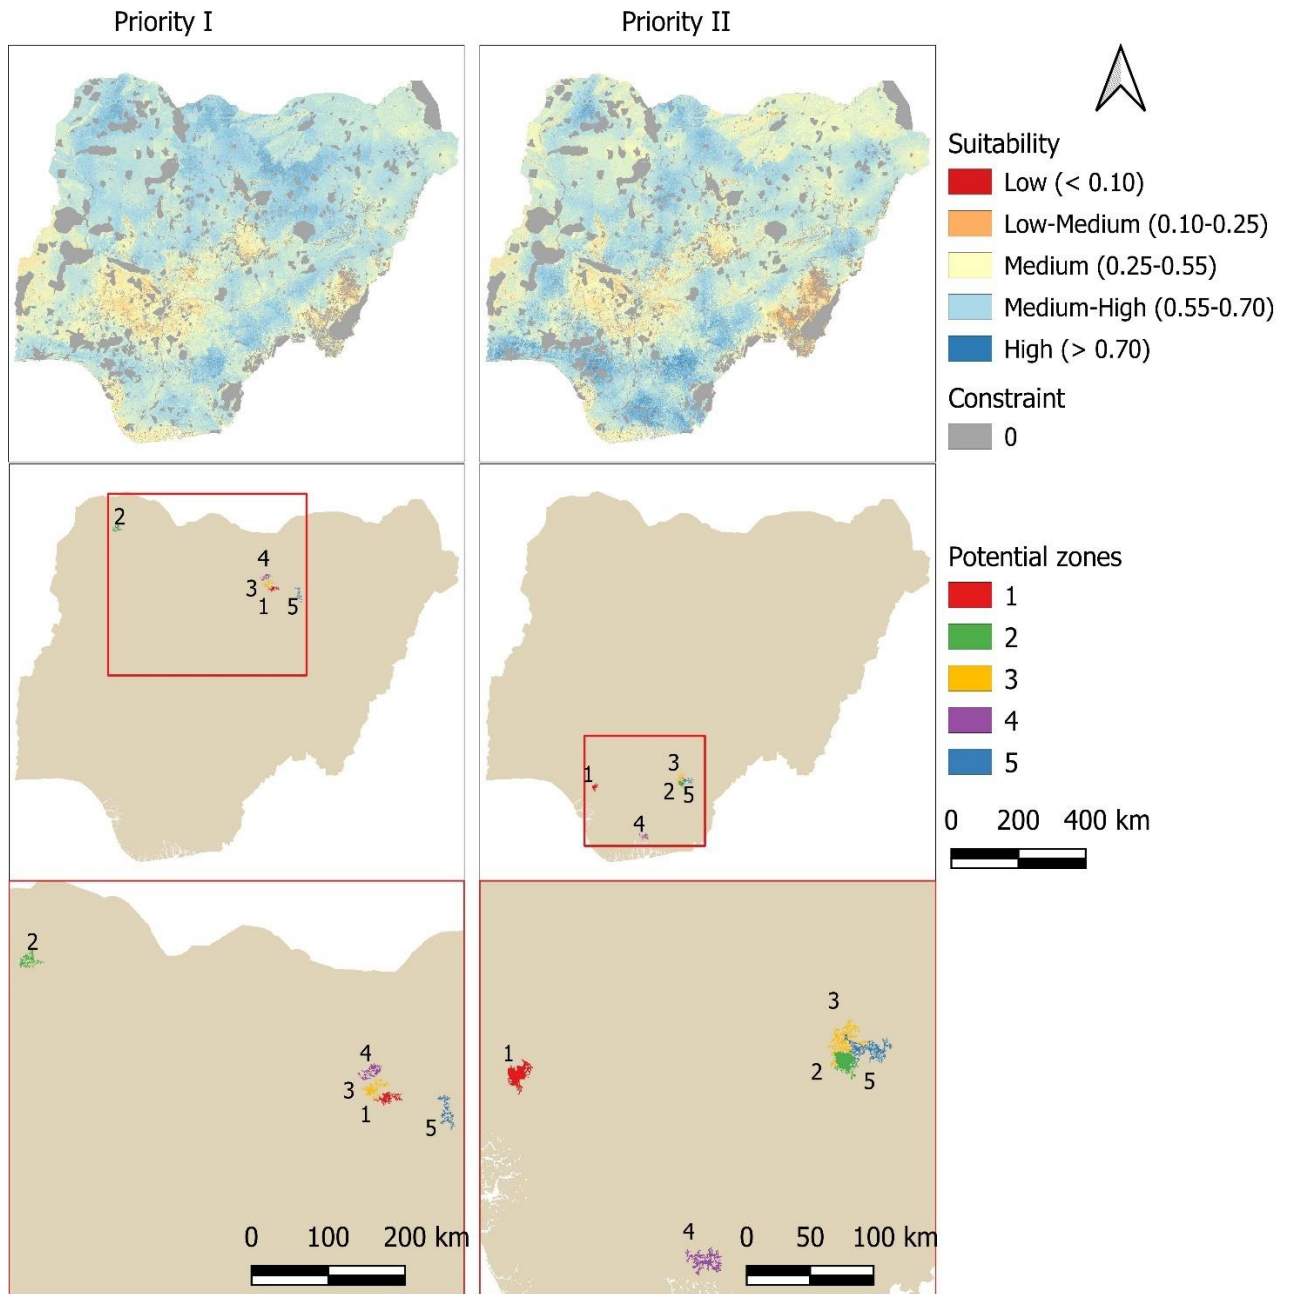 Priority I
Priority II
Suitability
Low (< 0.10)
Low-Medium (0.10-0.25)
Medium (0.25-0.55)
Medium-High (0.55-0.70)
High (> 0.70)
Constraint
0
2
4
3
1
5
1
3
2
5
4
Potential zones
1
2
3
4
5
0 200 400 km
2
4
3
1
5
0 100 200 km
3
1
2
5
4
0 50 100 km